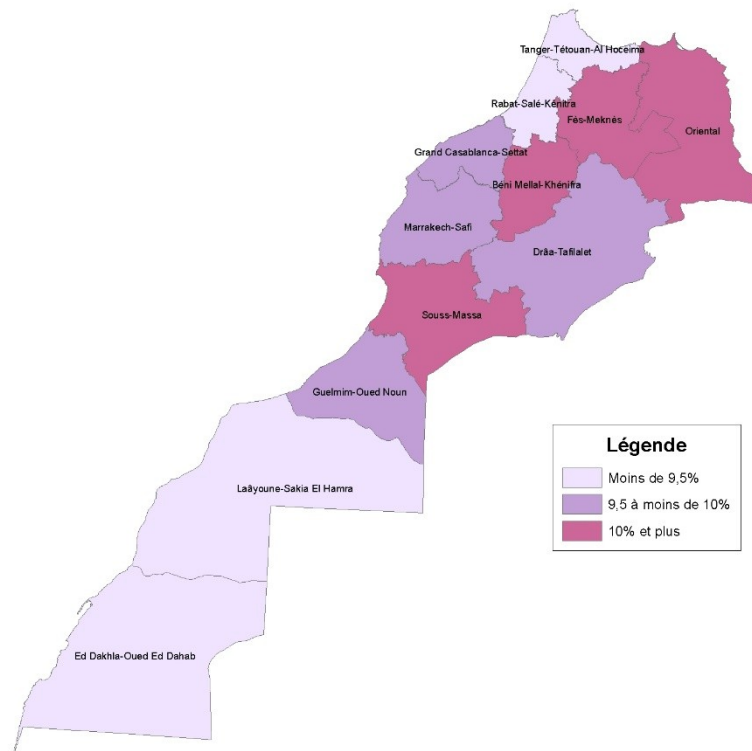 Tanger-Tétouan-Al Hoceima
Rabat-Salé-Kénitra
Fès-Meknès
Oriental
Grand Casablanca-Settat
Béni Mellal-Khénifra
Marrakech-Safi
Drâa-Tafilalet
Souss-Massa
Guelmim-Oued Noun
Laâyoune-Sakia El Hamra
Ed Dakhla-Oued Ed Dahab
Légende
Moins de 9,5%
9,5 à moins de 10%
10% et plus